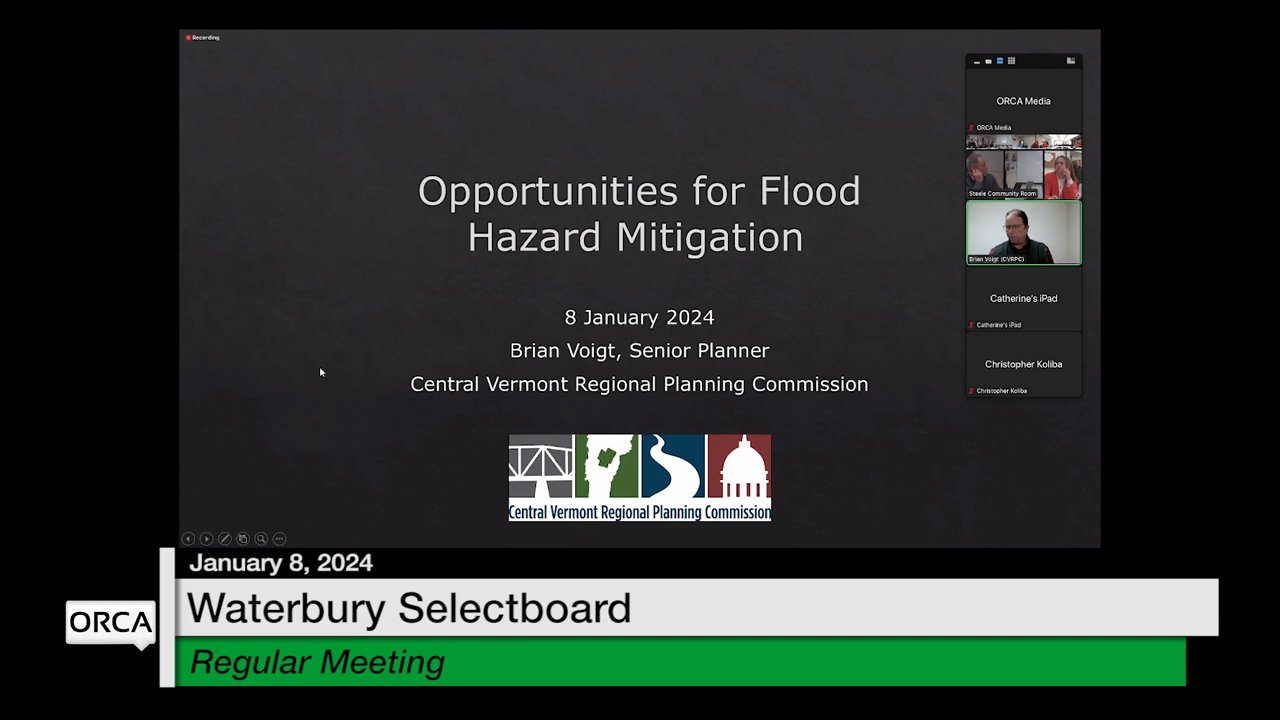 Recording
ORCA Media
ORCA Media
Steele Community Room
Brian Voigt (CVRPC)
Catherine's iPad
Catherine's iPad
Christopher Koliba
Christopher Koliba
Opportunities for Flood
Hazard Mitigation
8 January 2024
Brian Voigt, Senior Planner
Central Vermont Regional Planning Commission
Central Vermont Regional Planning Commission
January 8, 2024
ORCA
Waterbury Selectboard
Regular Meeting